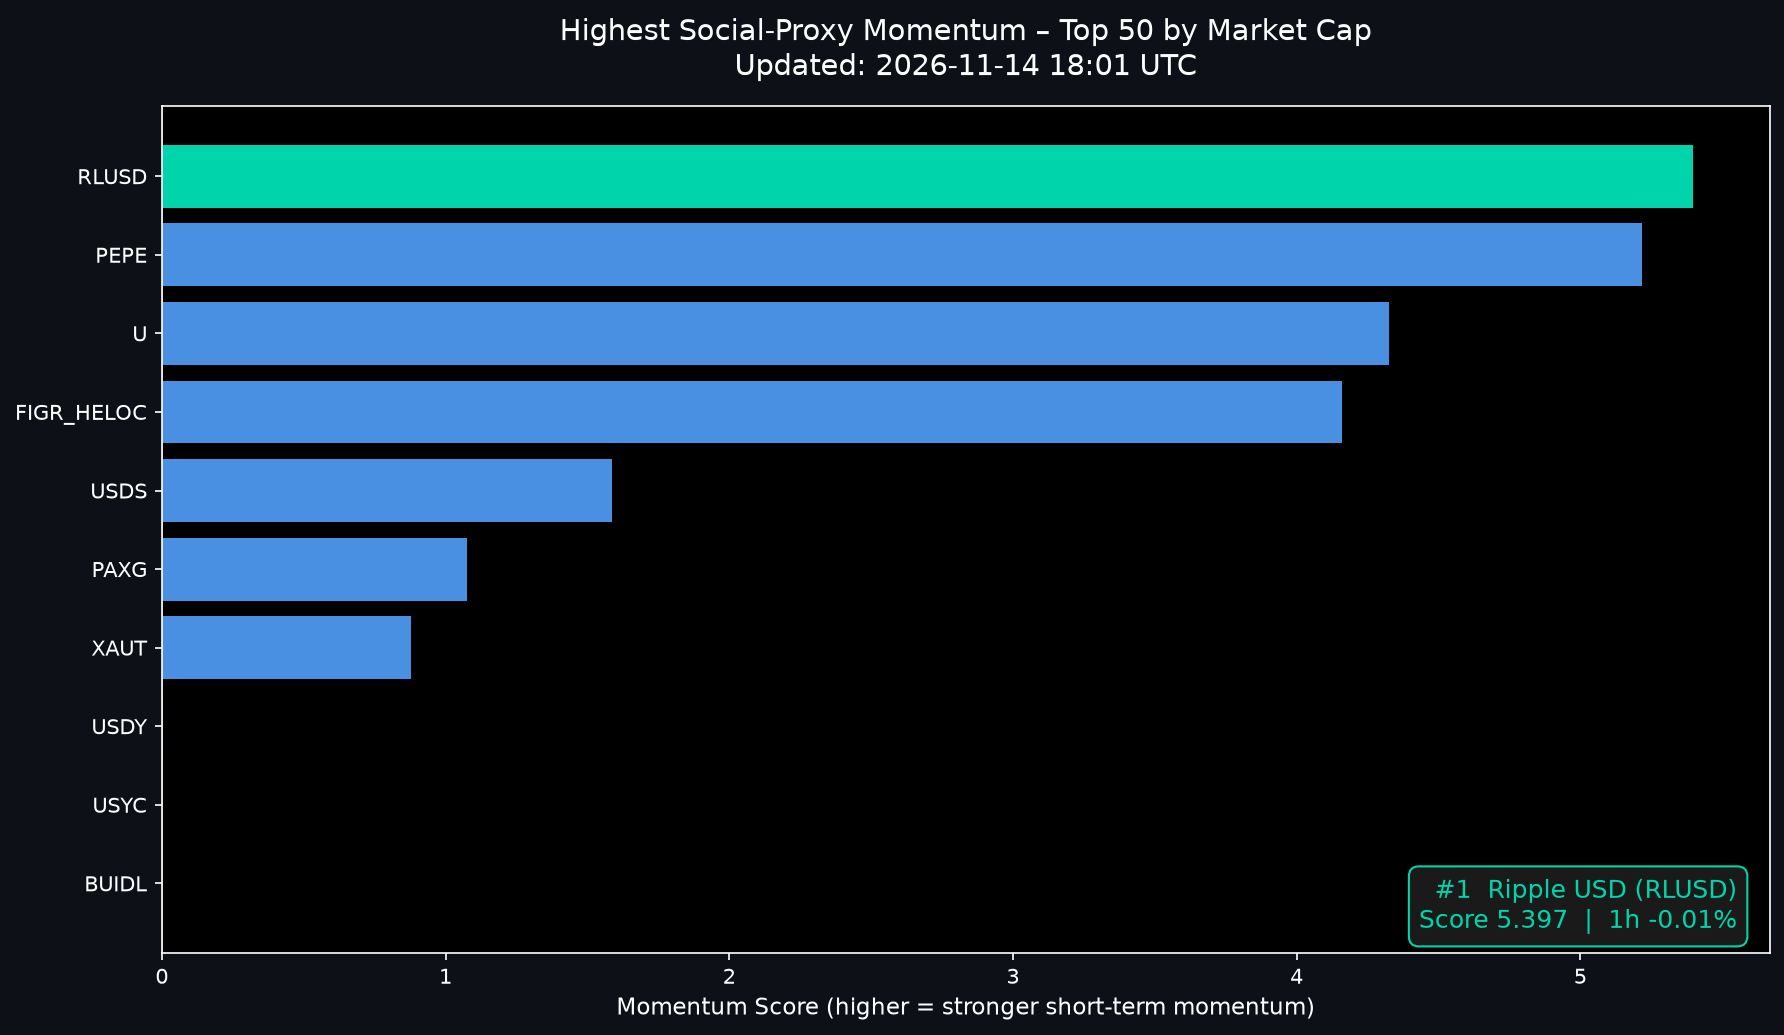 Highest Social-Proxy Momentum – Top 50 by Market Cap
Updated: 2026-11-14 18:01 UTC
RLUSD
PEPE
U
FIGR_HELOC
USDS
PAXG
XAUT
USDY
USYC
BUIDL
#1  Ripple USD (RLUSD)
Score 5.397  |  1h -0.01%
0 1 2 3 4 5
Momentum Score (higher = stronger short-term momentum)